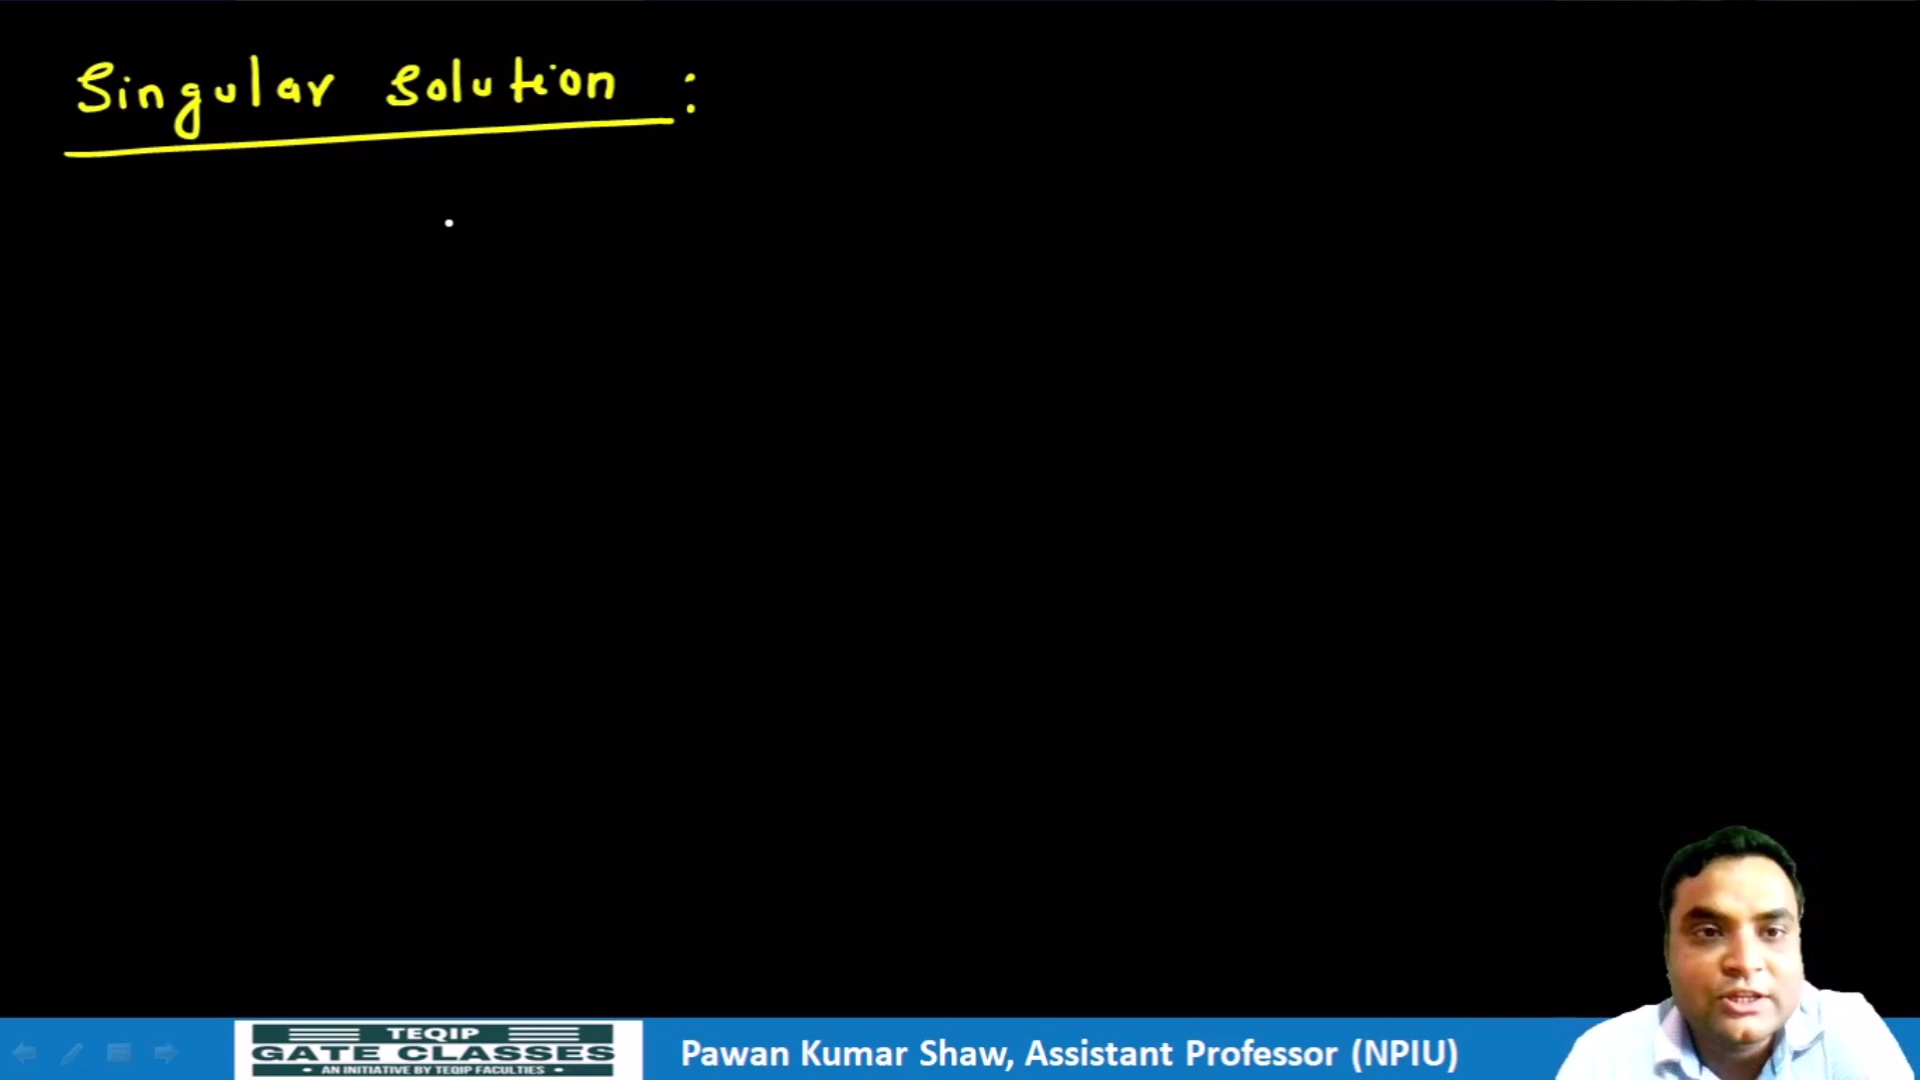 Singular Solution :
TEQIP
GATE CLASSES
• AN INITIATIVE BY TEQIP FACULTIES •
Pawan Kumar Shaw, Assistant Professor (NPIU)